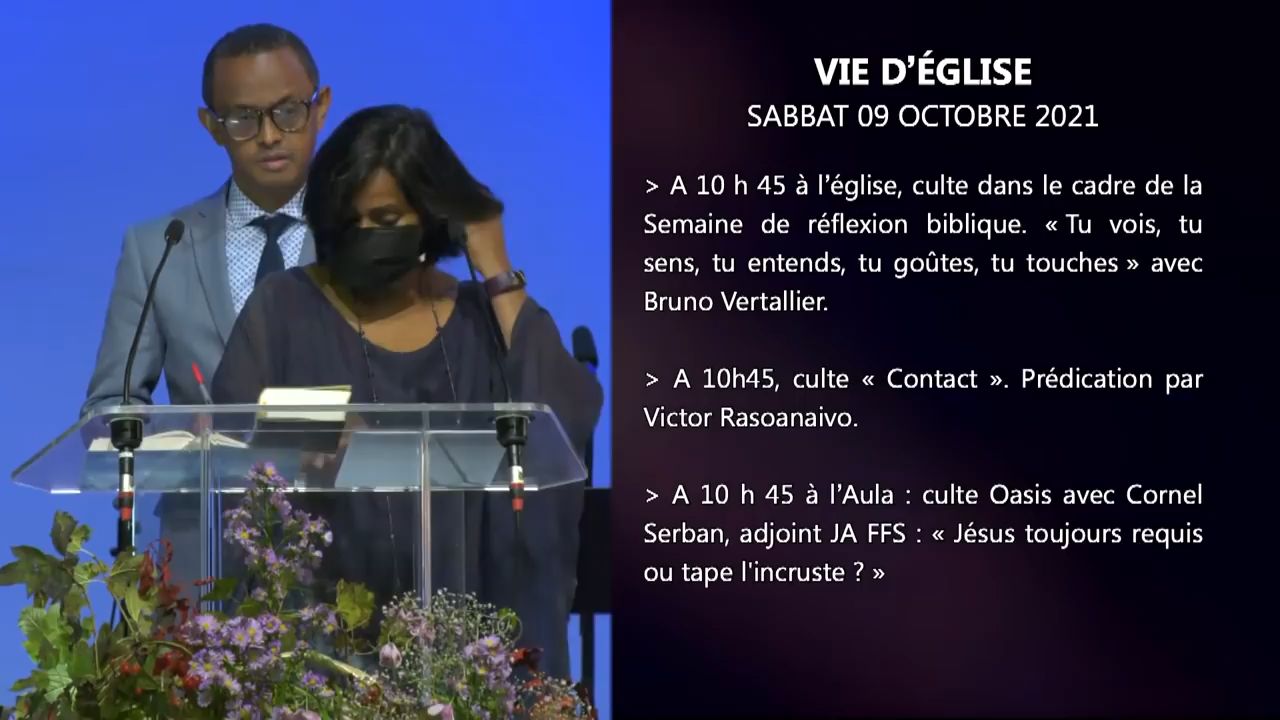 VIE D’ÉGLISE
SABBAT 09 OCTOBRE 2021
> A 10 h 45 à l’église, culte dans le cadre de la
Semaine de réflexion biblique. « Tu vois, tu
sens, tu entends, tu goûtes, tu touches » avec
Bruno Vertallier.
> A 10h45, culte « Contact ». Prédication par
Victor Rasoanaivo.
> A 10 h 45 à l’Aula : culte Oasis avec Cornel
Serban, adjoint JA FFS : « Jésus toujours requis
ou tape l'incruste ? »